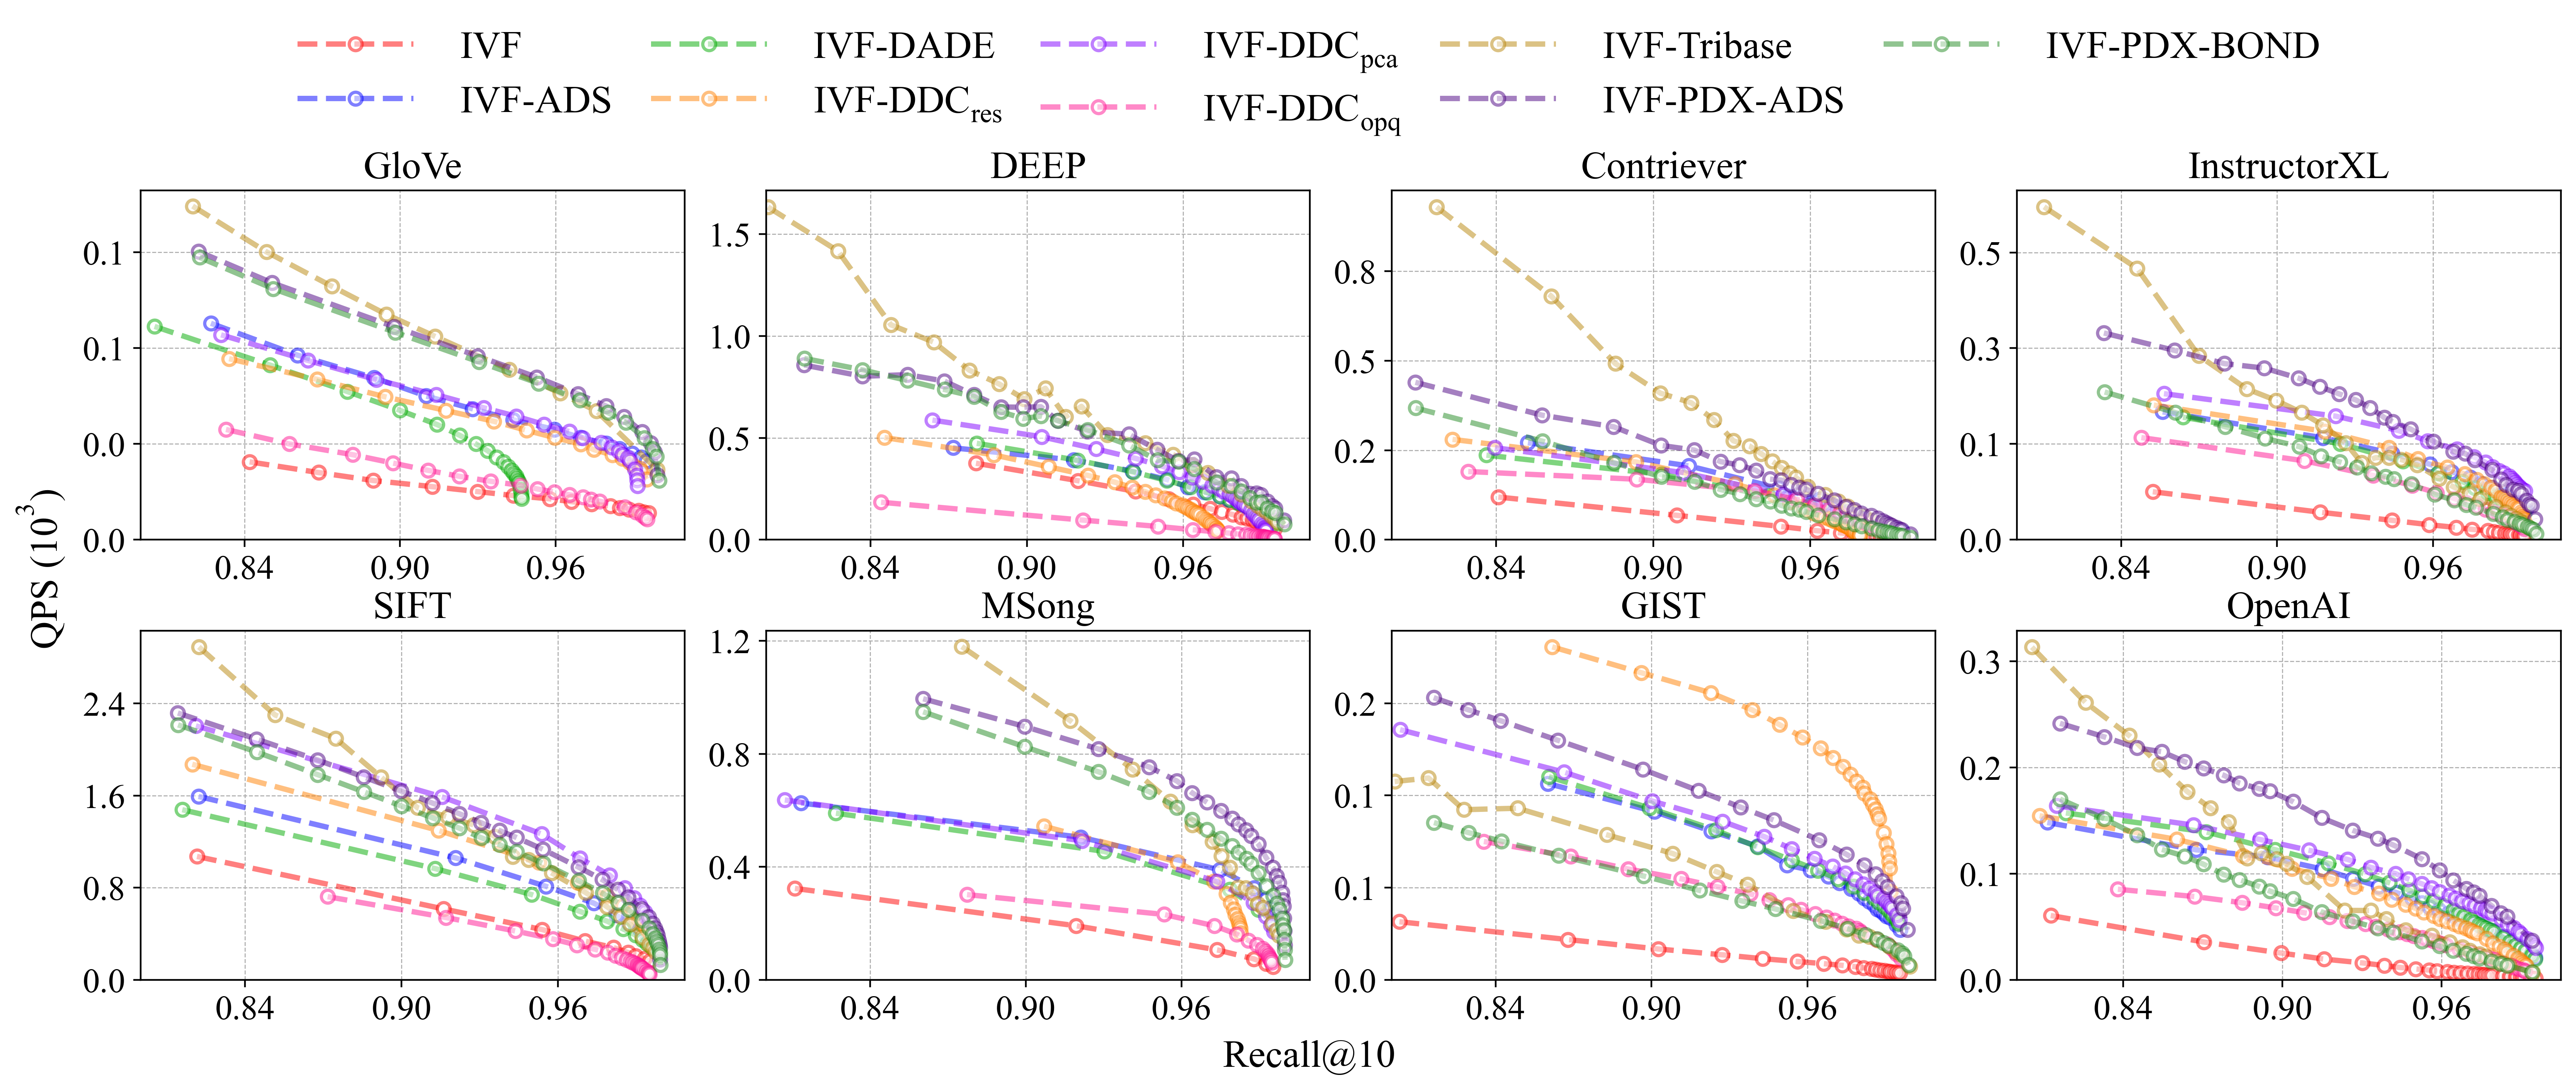 IVF
IVF-DADE
IVF-DDCpca
IVF-Tribase
IVF-PDX-BOND
IVF-ADS
IVF-DDCres
IVF-DDCopq
IVF-PDX-ADS
GloVe
DEEP
Contriever
InstructorXL
0.1
0.1
0.0
0.0
0.84 0.90 0.96
1.5
1.0
0.5
0.0
0.84 0.90 0.96
0.8
0.5
0.2
0.0
0.84 0.90 0.96
0.5
0.3
0.1
0.0
0.84 0.90 0.96
QPS (10³)
SIFT
MSong
GIST
OpenAI
2.4
1.6
0.8
0.0
0.84 0.90 0.96
1.2
0.8
0.4
0.0
0.84 0.90 0.96
0.2
0.1
0.1
0.0
0.84 0.90 0.96
0.3
0.2
0.1
0.0
0.84 0.90 0.96
Recall@10